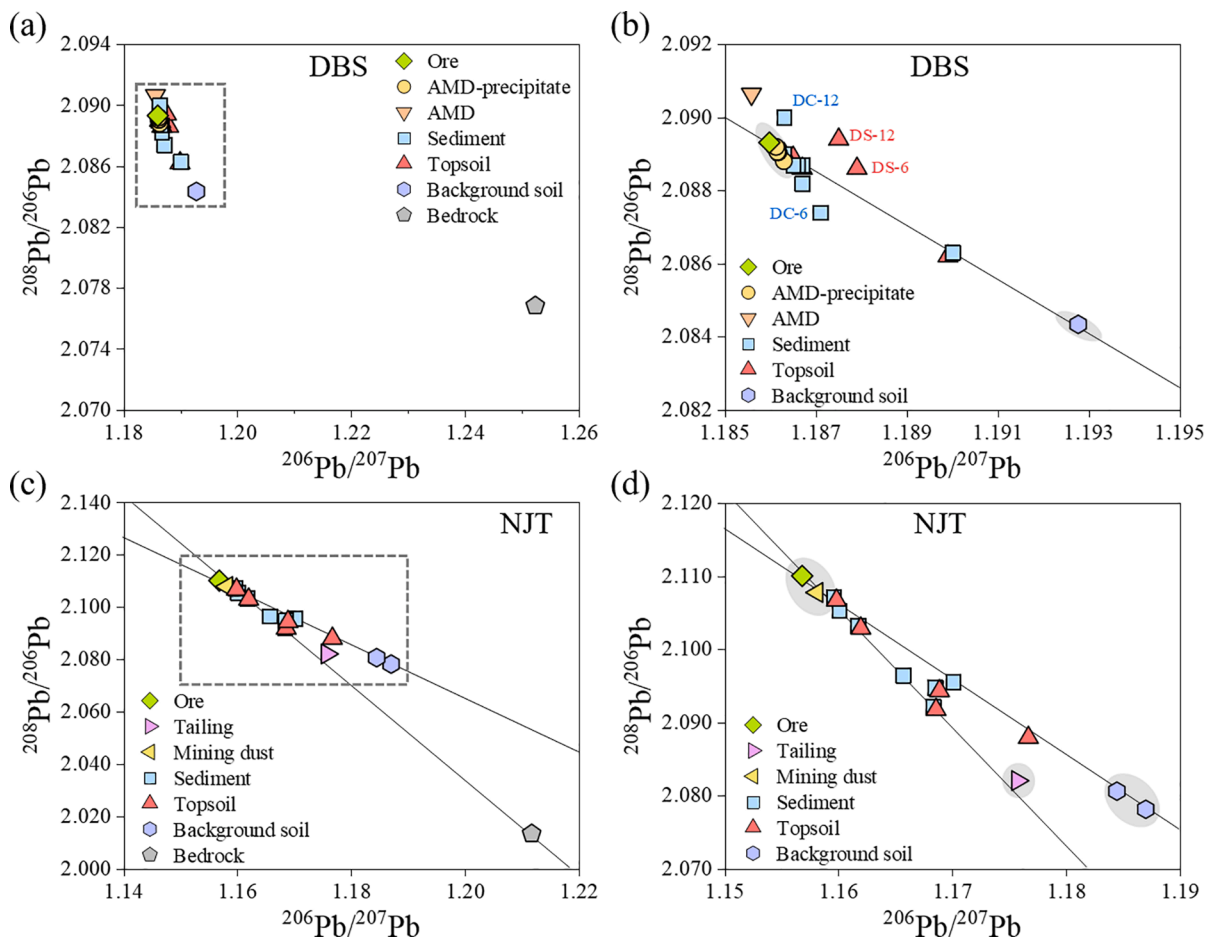 (a)
DBS
2.094
2.090
2.086
2.082
2.078
2.074
2.070
²⁰⁸Pb/²⁰⁶Pb
Ore
AMD-precipitate
AMD
Sediment
Topsoil
Background soil
Bedrock
1.18
1.20
1.22
1.24
1.26
²⁰⁶Pb/²⁰⁷Pb
(b)
DBS
2.092
2.090
2.088
2.086
2.084
2.082
²⁰⁸Pb/²⁰⁶Pb
DC-12
DS-12
DS-6
DC-6
Ore
AMD-precipitate
AMD
Sediment
Topsoil
Background soil
1.185
1.187
1.189
1.191
1.193
1.195
²⁰⁶Pb/²⁰⁷Pb
(c)
NJT
2.140
2.120
2.100
2.080
2.060
2.040
2.020
2.000
²⁰⁸Pb/²⁰⁶Pb
Ore
Tailing
Mining dust
Sediment
Topsoil
Background soil
Bedrock
1.14
1.16
1.18
1.20
1.22
²⁰⁶Pb/²⁰⁷Pb
(d)
NJT
2.120
2.110
2.100
2.090
2.080
2.070
²⁰⁸Pb/²⁰⁶Pb
Ore
Tailing
Mining dust
Sediment
Topsoil
Background soil
1.15
1.16
1.17
1.18
1.19
²⁰⁶Pb/²⁰⁷Pb